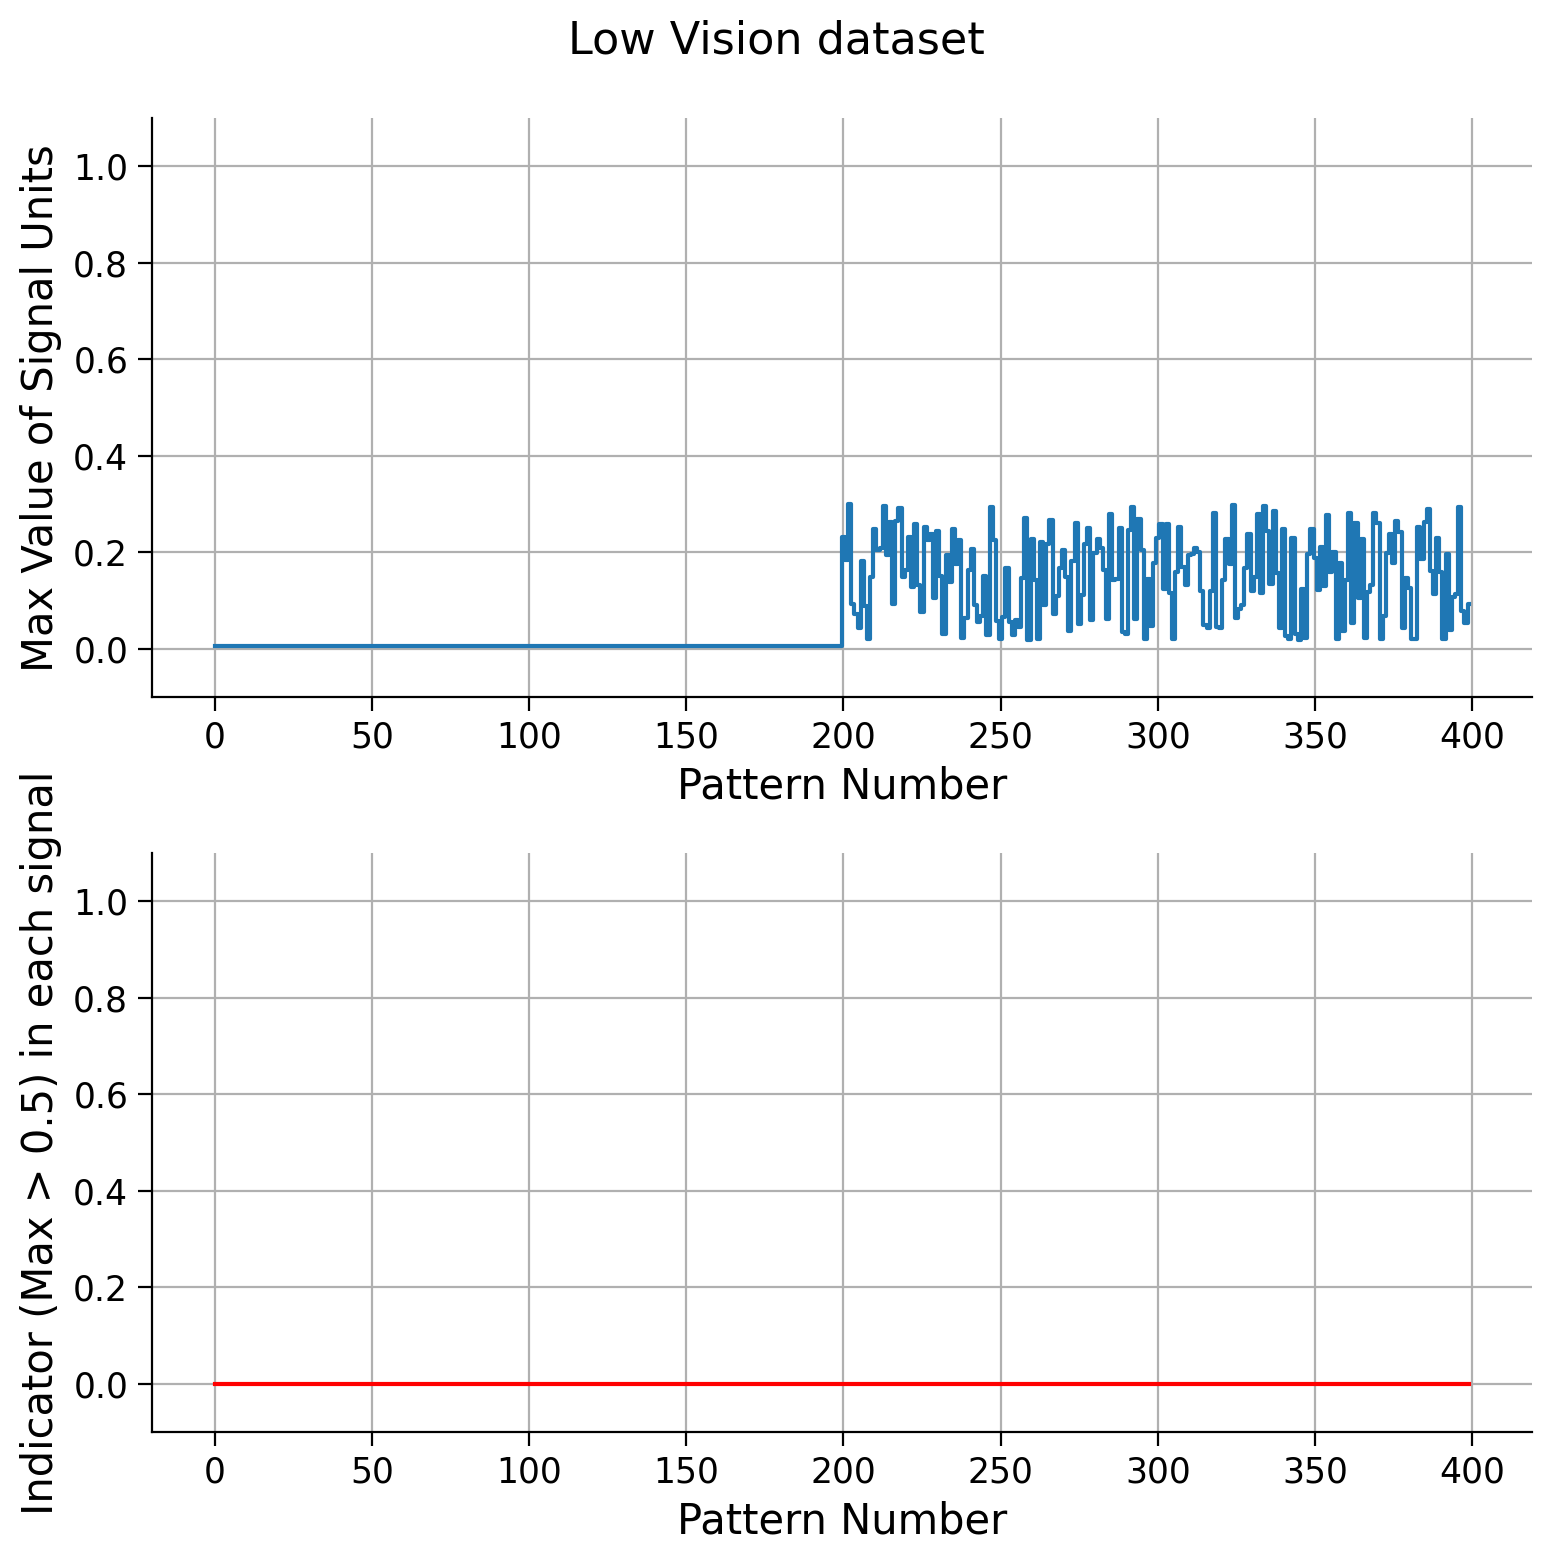 Low Vision dataset
Max Value of Signal Units
1.0
0.8
0.6
0.4
0.2
0.0
0 50 100 150 200 250 300 350 400
Pattern Number
Indicator (Max > 0.5) in each signal
1.0
0.8
0.6
0.4
0.2
0.0
0 50 100 150 200 250 300 350 400
Pattern Number